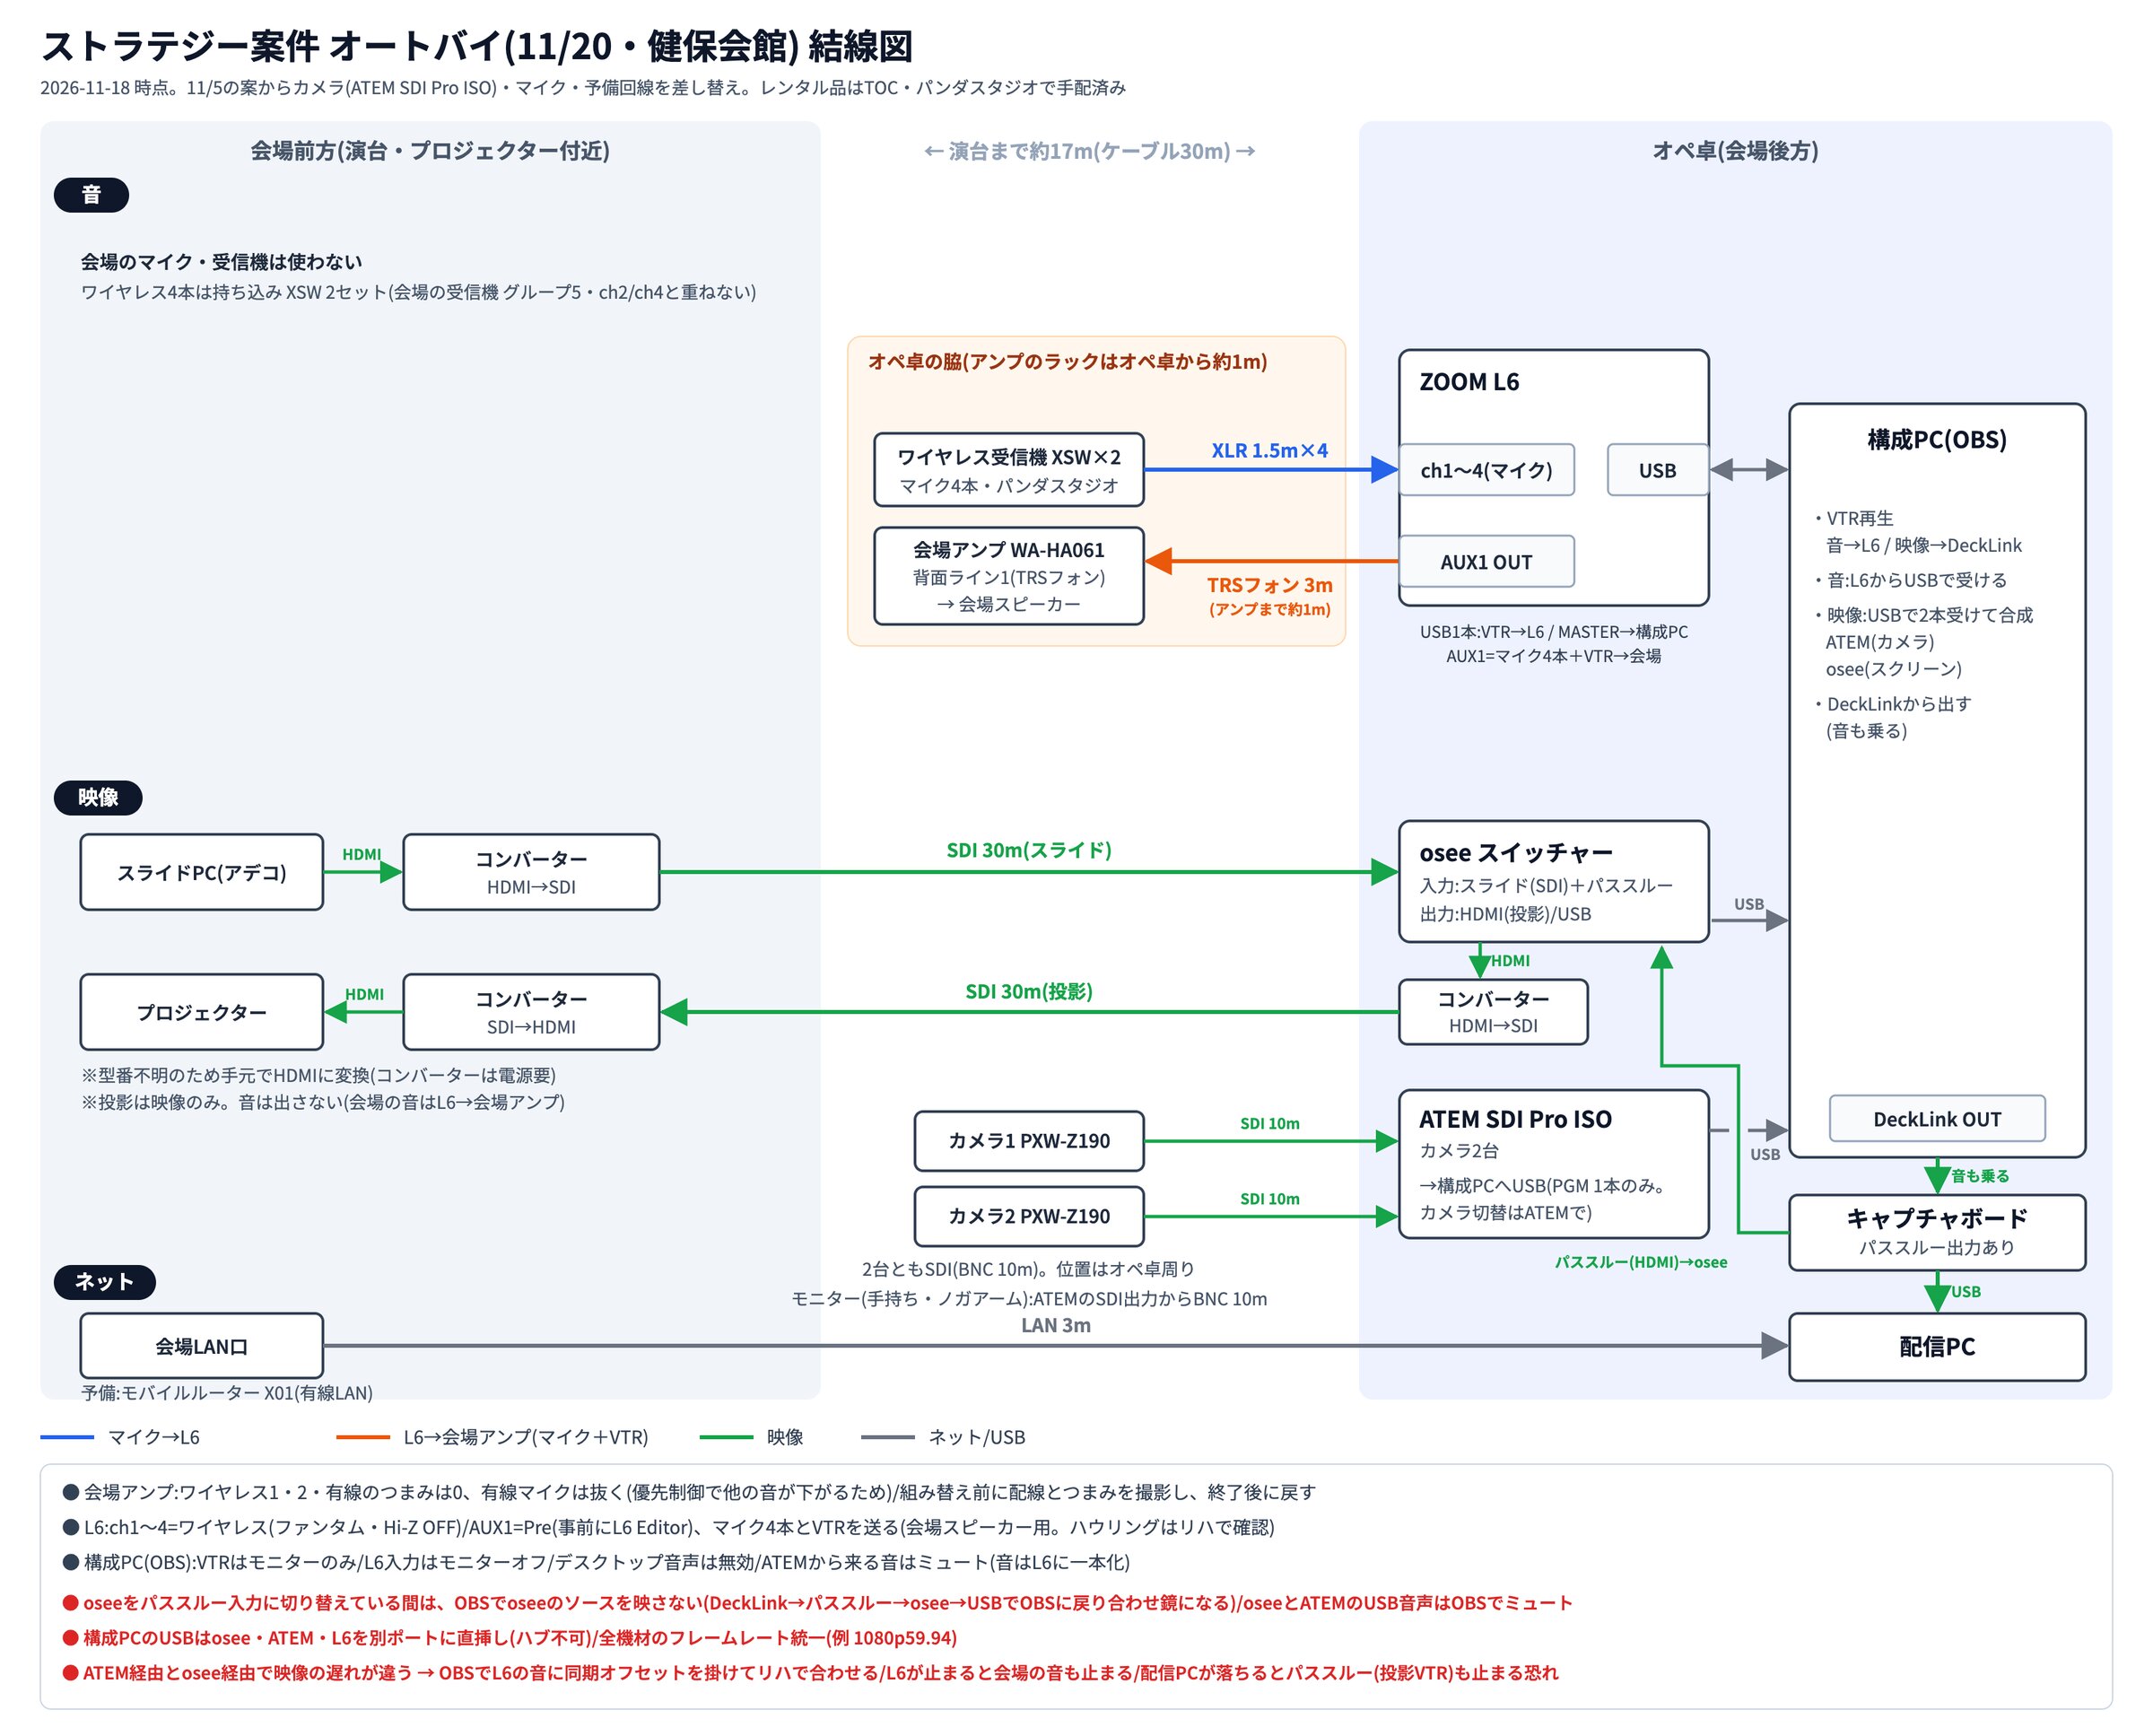 ストラテジー案件 オートバイ(11/20・健保会館) 結線図
2026-11-18 時点。11/5の案からカメラ(ATEM SDI Pro ISO)・マイク・予備回線を差し替え。レンタル品はTOC・パンダスタジオで手配済み
会場前方(演台・プロジェクター付近)
← 演台まで約17m(ケーブル30m) →
オペ卓(会場後方)
音
会場のマイク・受信機は使わない
ワイヤレス4本は持ち込み XSW 2セット(会場の受信機 グループ5・ch2/ch4と重ねない)
オペ卓の脇(アンプのラックはオペ卓から約1m)
ワイヤレス受信機 XSW×2
マイク4本・パンダスタジオ
XLR 1.5m×4
会場アンプ WA-HA061
背面ライン1(TRSフォン)
→ 会場スピーカー
TRSフォン 3m
(アンプまで約1m)
ZOOM L6
ch1〜4(マイク)
USB
AUX1 OUT
USB1本:VTR→L6 / MASTER→構成PC
AUX1=マイク4本＋VTR→会場
構成PC(OBS)
・VTR再生
音→L6 / 映像→DeckLink
・音:L6からUSBで受ける
・映像:USBで2本受けて合成
ATEM(カメラ)
osee(スクリーン)
・DeckLinkから出す
(音も乗る)
映像
スライドPC(アデコ)
HDMI
コンバーター
HDMI→SDI
SDI 30m(スライド)
osee スイッチャー
入力:スライド(SDI)＋パススルー
出力:HDMI(投影)/USB
USB
HDMI
プロジェクター
HDMI
コンバーター
SDI→HDMI
SDI 30m(投影)
コンバーター
HDMI→SDI
※型番不明のため手元でHDMIに変換(コンバーターは電源要)
※投影は映像のみ。音は出さない(会場の音はL6→会場アンプ)
カメラ1 PXW-Z190
SDI 10m
カメラ2 PXW-Z190
SDI 10m
ATEM SDI Pro ISO
カメラ2台
→構成PCへUSB(PGM 1本のみ。
カメラ切替はATEMで)
USB
DeckLink OUT
音も乗る
キャプチャボード
パススルー出力あり
パススルー(HDMI)→osee
USB
2台ともSDI(BNC 10m)。位置はオペ卓周り
モニター(手持ち・ノガアーム):ATEMのSDI出力からBNC 10m
ネット
会場LAN口
LAN 3m
配信PC
予備:モバイルルーター X01(有線LAN)
マイク→L6
L6→会場アンプ(マイク＋VTR)
映像
ネット/USB
● 会場アンプ:ワイヤレス1・2・有線のつまみは0、有線マイクは抜く(優先制御で他の音が下がるため)/組み替え前に配線とつまみを撮影し、終了後に戻す
● L6:ch1〜4=ワイヤレス(ファンタム・Hi-Z OFF)/AUX1=Pre(事前にL6 Editor)、マイク4本とVTRを送る(会場スピーカー用。ハウリングはリハで確認)
● 構成PC(OBS):VTRはモニターのみ/L6入力はモニターオフ/デスクトップ音声は無効/ATEMから来る音はミュート(音はL6に一本化)
● oseeをパススルー入力に切り替えている間は、OBSでoseeのソースを映さない(DeckLink→パススルー→osee→USBでOBSに戻り合わせ鏡になる)/oseeとATEMのUSB音声はOBSでミュート
● 構成PCのUSBはosee・ATEM・L6を別ポートに直挿し(ハブ不可)/全機材のフレームレート統一(例 1080p59.94)
● ATEM経由とosee経由で映像の遅れが違う → OBSでL6の音に同期オフセットを掛けてリハで合わせる/L6が止まると会場の音も止まる/配信PCが落ちるとパススルー(投影VTR)も止まる恐れ